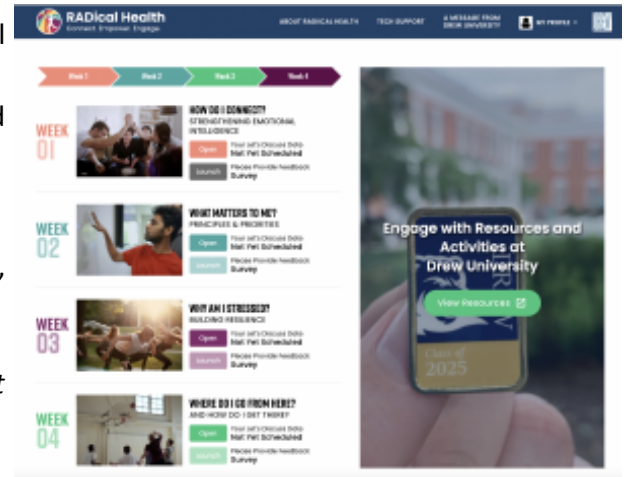 RADical Health
Connect. Empower. Engage.
ABOUT RADICAL HEALTH
TECH SUPPORT
A MESSAGE FROM
DREW UNIVERSITY
MY PROFILE
l
d
,
t
Week 1
Week 2
Week 3
Week 4
WEEK
01
HOW DO I CONNECT?
STRENGTHENING EMOTIONAL
INTELLIGENCE
Open
Your Let's Discuss Date
Not Yet Scheduled
Launch
Please Provide Feedback
Survey
WEEK
02
WHAT MATTERS TO ME?
PRINCIPLES & PRIORITIES
Open
Your Let's Discuss Date
Not Yet Scheduled
Launch
Please Provide Feedback
Survey
WEEK
03
WHY AM I STRESSED?
BUILDING RESILIENCE
Open
Your Let's Discuss Date
Not Yet Scheduled
Launch
Please Provide Feedback
Survey
WEEK
04
WHERE DO I GO FROM HERE?
AND HOW DO I GET THERE?
Open
Your Let's Discuss Date
Not Yet Scheduled
Launch
Please Provide Feedback
Survey
Engage with Resources and
Activities at
Drew University
View Resources
DREW
Class of
2025